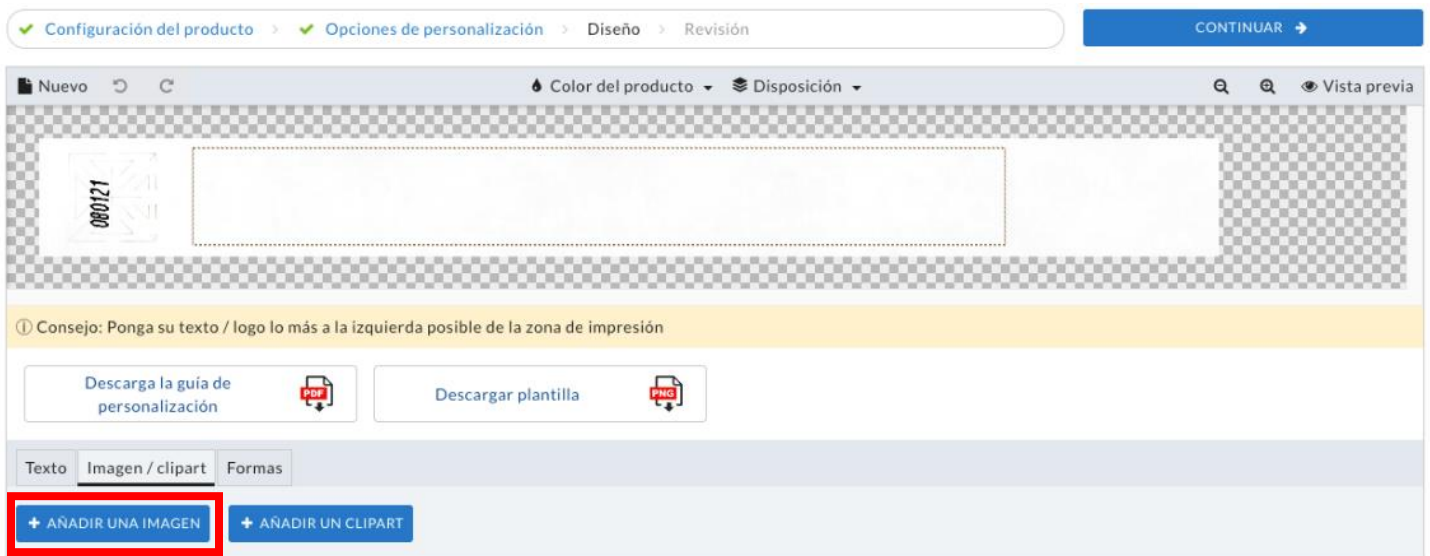 Configuración del producto > Opciones de personalización > Diseño > Revisión
CONTINUAR
Nuevo
Color del producto
Disposición
Vista previa
080121
Consejo: Ponga su texto / logo lo más a la izquierda posible de la zona de impresión
Descarga la guía de
personalización
PDF
Descargar plantilla
PNG
Texto
Imagen / clipart
Formas
+ AÑADIR UNA IMAGEN
+ AÑADIR UN CLIPART